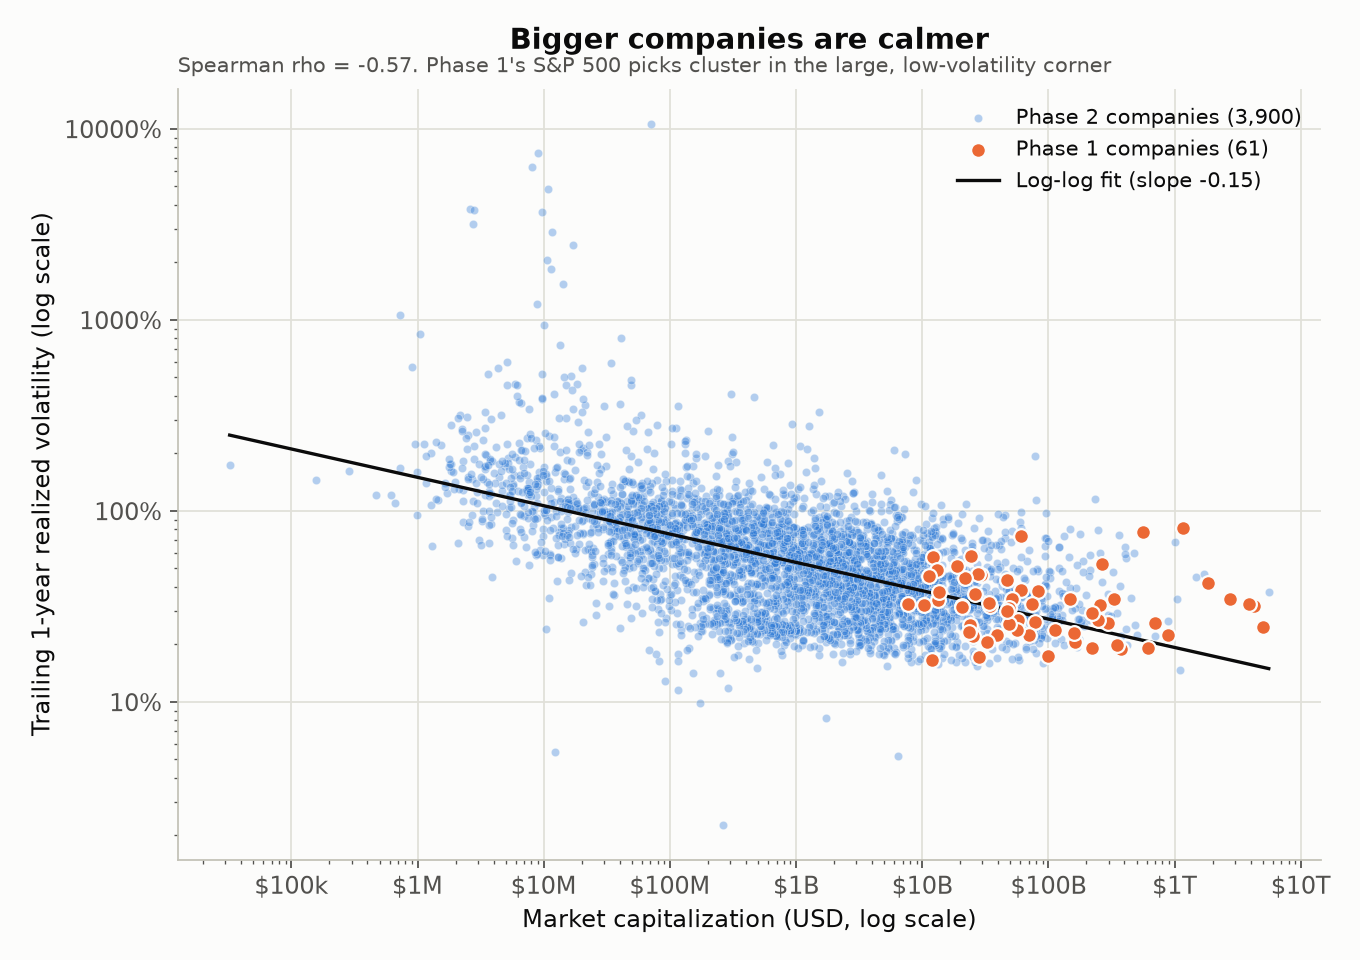 Bigger companies are calmer
Spearman rho = -0.57. Phase 1's S&P 500 picks cluster in the large, low-volatility corner
Phase 2 companies (3,900)
Phase 1 companies (61)
Log-log fit (slope -0.15)
Trailing 1-year realized volatility (log scale)
10000%
1000%
100%
10%
$100k $1M $10M $100M $1B $10B $100B $1T $10T
Market capitalization (USD, log scale)